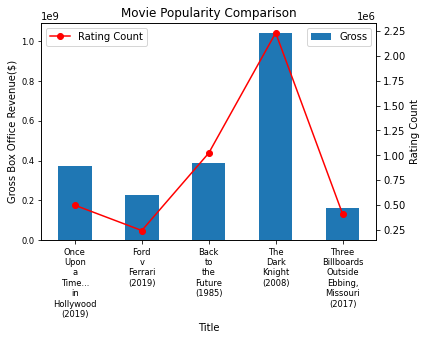 Movie Popularity Comparison
1e9
1e6
Rating Count
Gross
1.0
0.8
0.6
0.4
0.2
0.0
Gross Box Office Revenue($)
2.25
2.00
1.75
1.50
1.25
1.00
0.75
0.50
0.25
Rating Count
Once
Upon
a
Time...
in
Hollywood
(2019)
Ford
v
Ferrari
(2019)
Back
to
the
Future
(1985)
The
Dark
Knight
(2008)
Three
Billboards
Outside
Ebbing,
Missouri
(2017)
Title